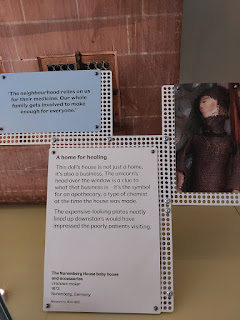 'The neighbourhood relies on us
for their medicine. Our whole
family gets involved to make
enough for everyone.'
A home for healing
This doll's house is not just a home,
it's also a business. The unicorn's
head over the window is a clue to
what that business is – it's the symbol
for an apothecary, a type of chemist
at the time the house was made.
The expensive-looking plates neatly
lined up downstairs would have
impressed the poorly patients visiting.
The Nuremberg House baby house
and accessories
Unknown maker
1673
Nuremberg, Germany